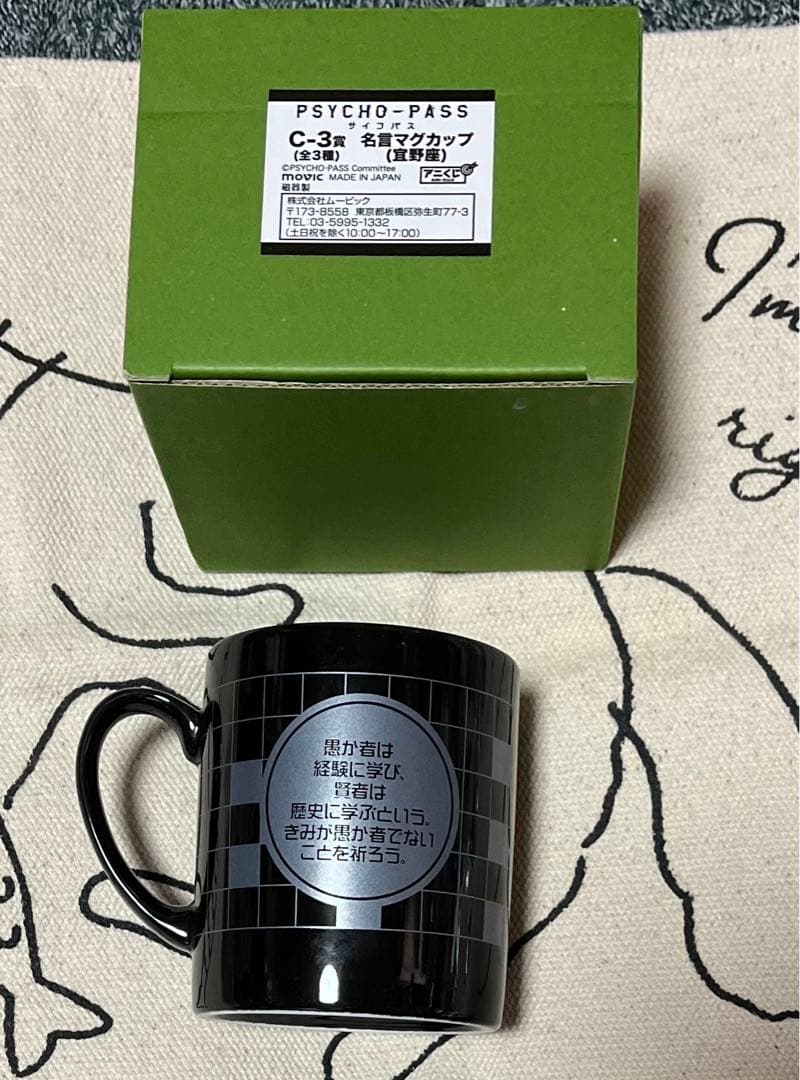 PSYCHO-PASS
サイコパス
C-3賞 名言マグカップ
(全3種) (宜野座)
©PSYCHO-PASS Committee
movic MADE IN JAPAN アニくじ
磁器製
株式会社ムービック
〒173-8558 東京都板橋区弥生町77-3
TEL:03-5995-1332
(土日祝を除く10:00~17:00)
I'm
rig
愚か者は
経験に学び、
賢者は
歴史に学ぶという。
きみが愚か者でない
ことを祈ろう。